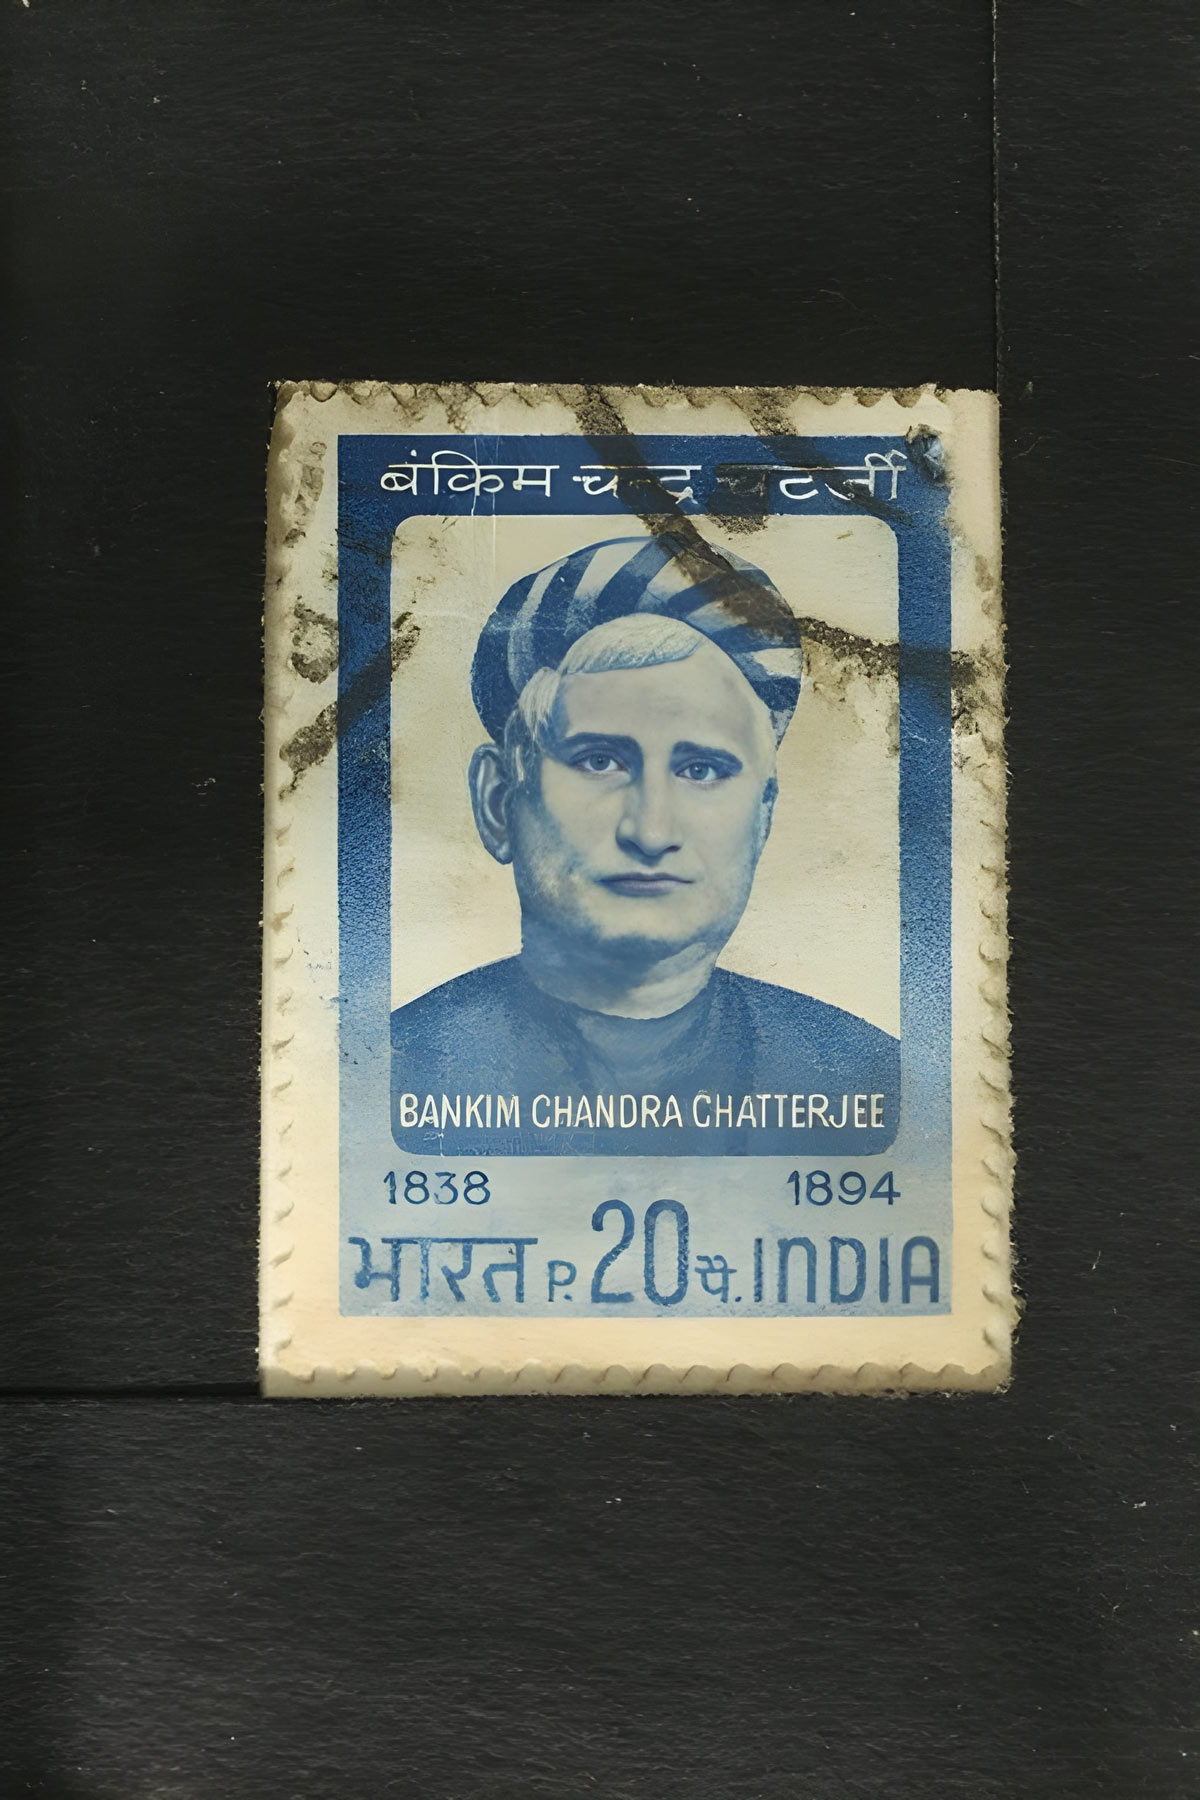 बंकिम चन्द्र चटर्जी
BANKIM CHANDRA CHATTERJEE
1838 1894
भारत P. 20 पै. INDIA